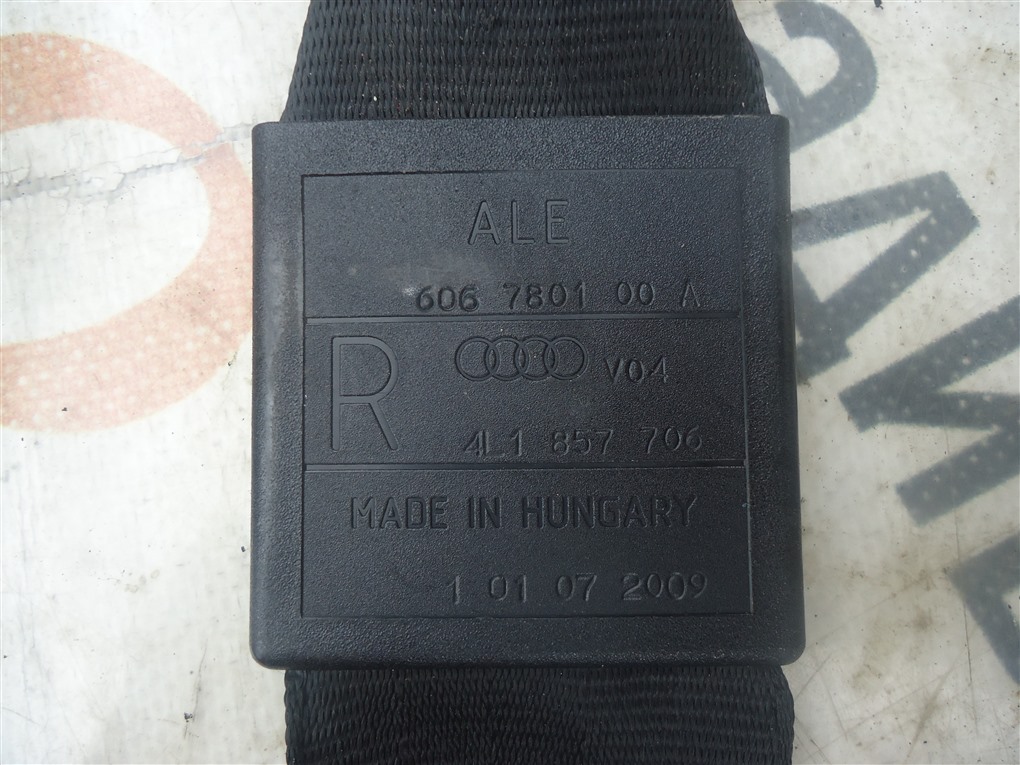 ALE
606 7801 00 A
R V04
4L1 857 706
MADE IN HUNGARY
1 01 07 2009